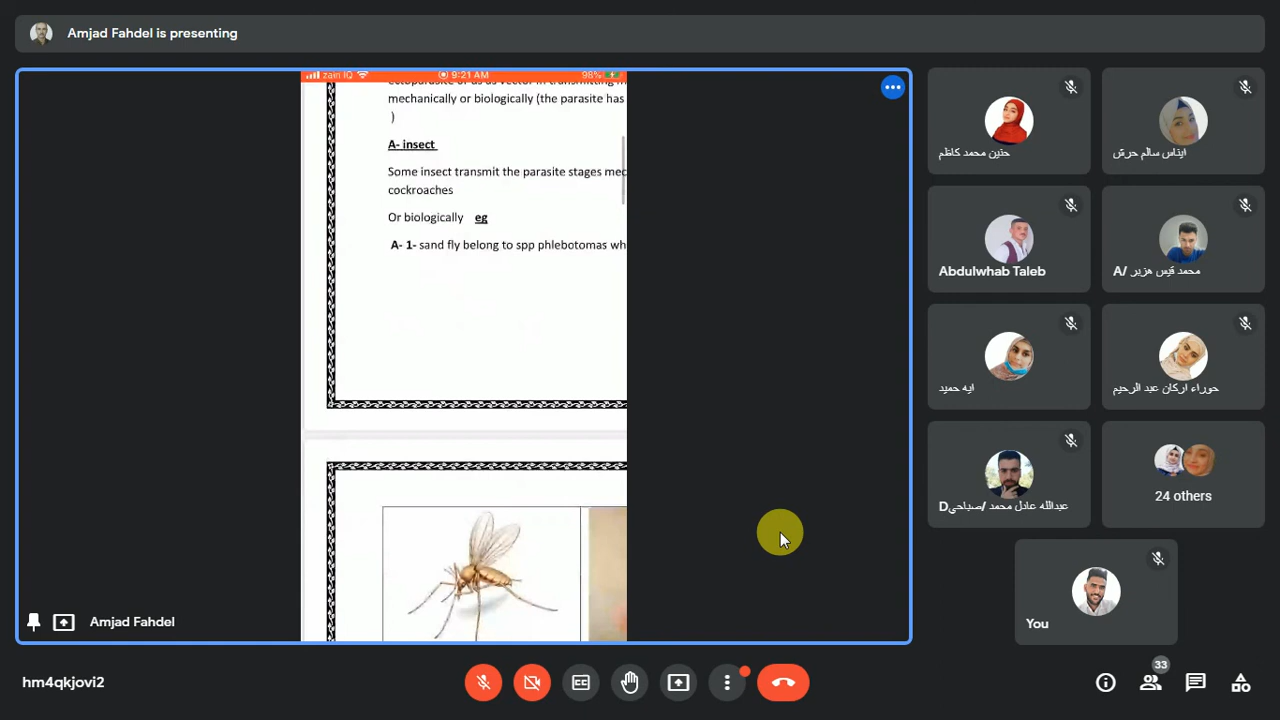 Amjad Fahdel is presenting
zain IQ 9:21 AM 98%
mechanically or biologically (the parasite has
)
A- insect
Some insect transmit the parasite stages mec
cockroaches
Or biologically eg
A- 1- sand fly belong to spp phlebotomas wh
Amjad Fahdel
حنين محمد كاظم
ايناس سالم حرش
Abdulwhab Taleb
محمد قيس هزبر /A
ايه حميد
حوراء اركان عبد الرحيم
عبدالله عادل محمد /صباحيD
24 others
You
hm4qkjovi2
CC
33